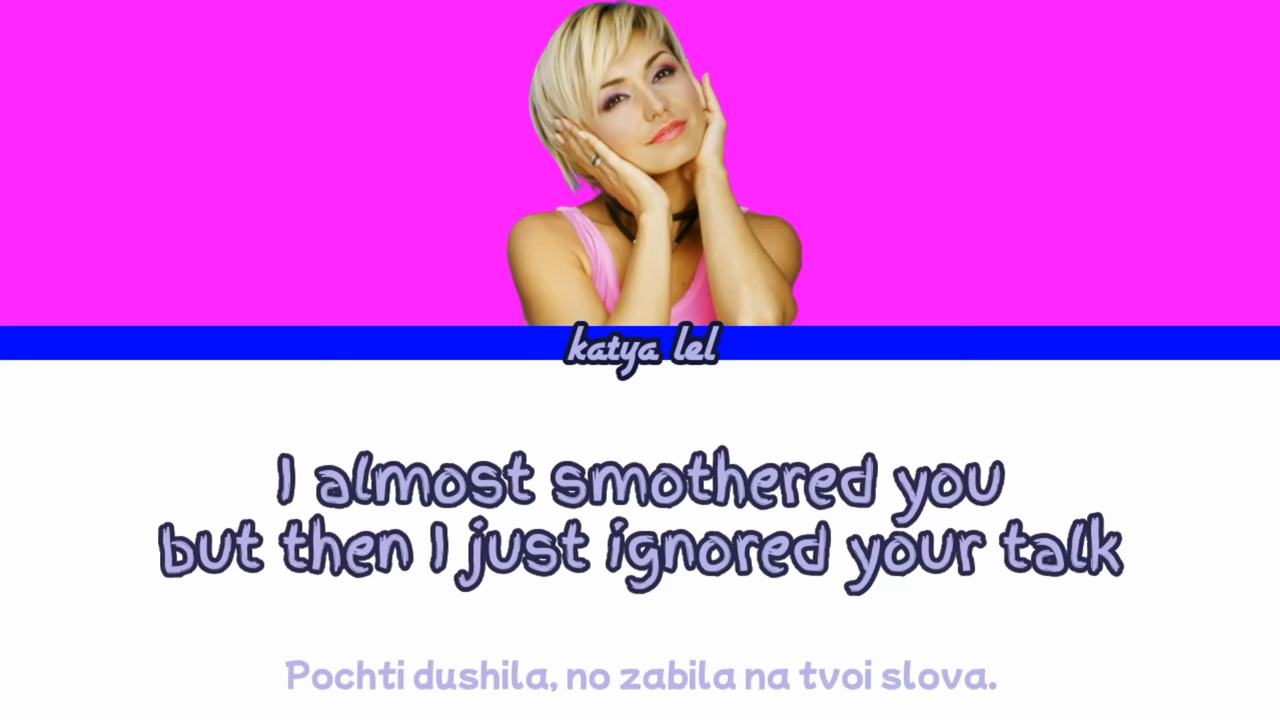 katya lel
I almost smothered you
but then I just ignored your talk
Pochti dushila, no zabila na tvoi slova.